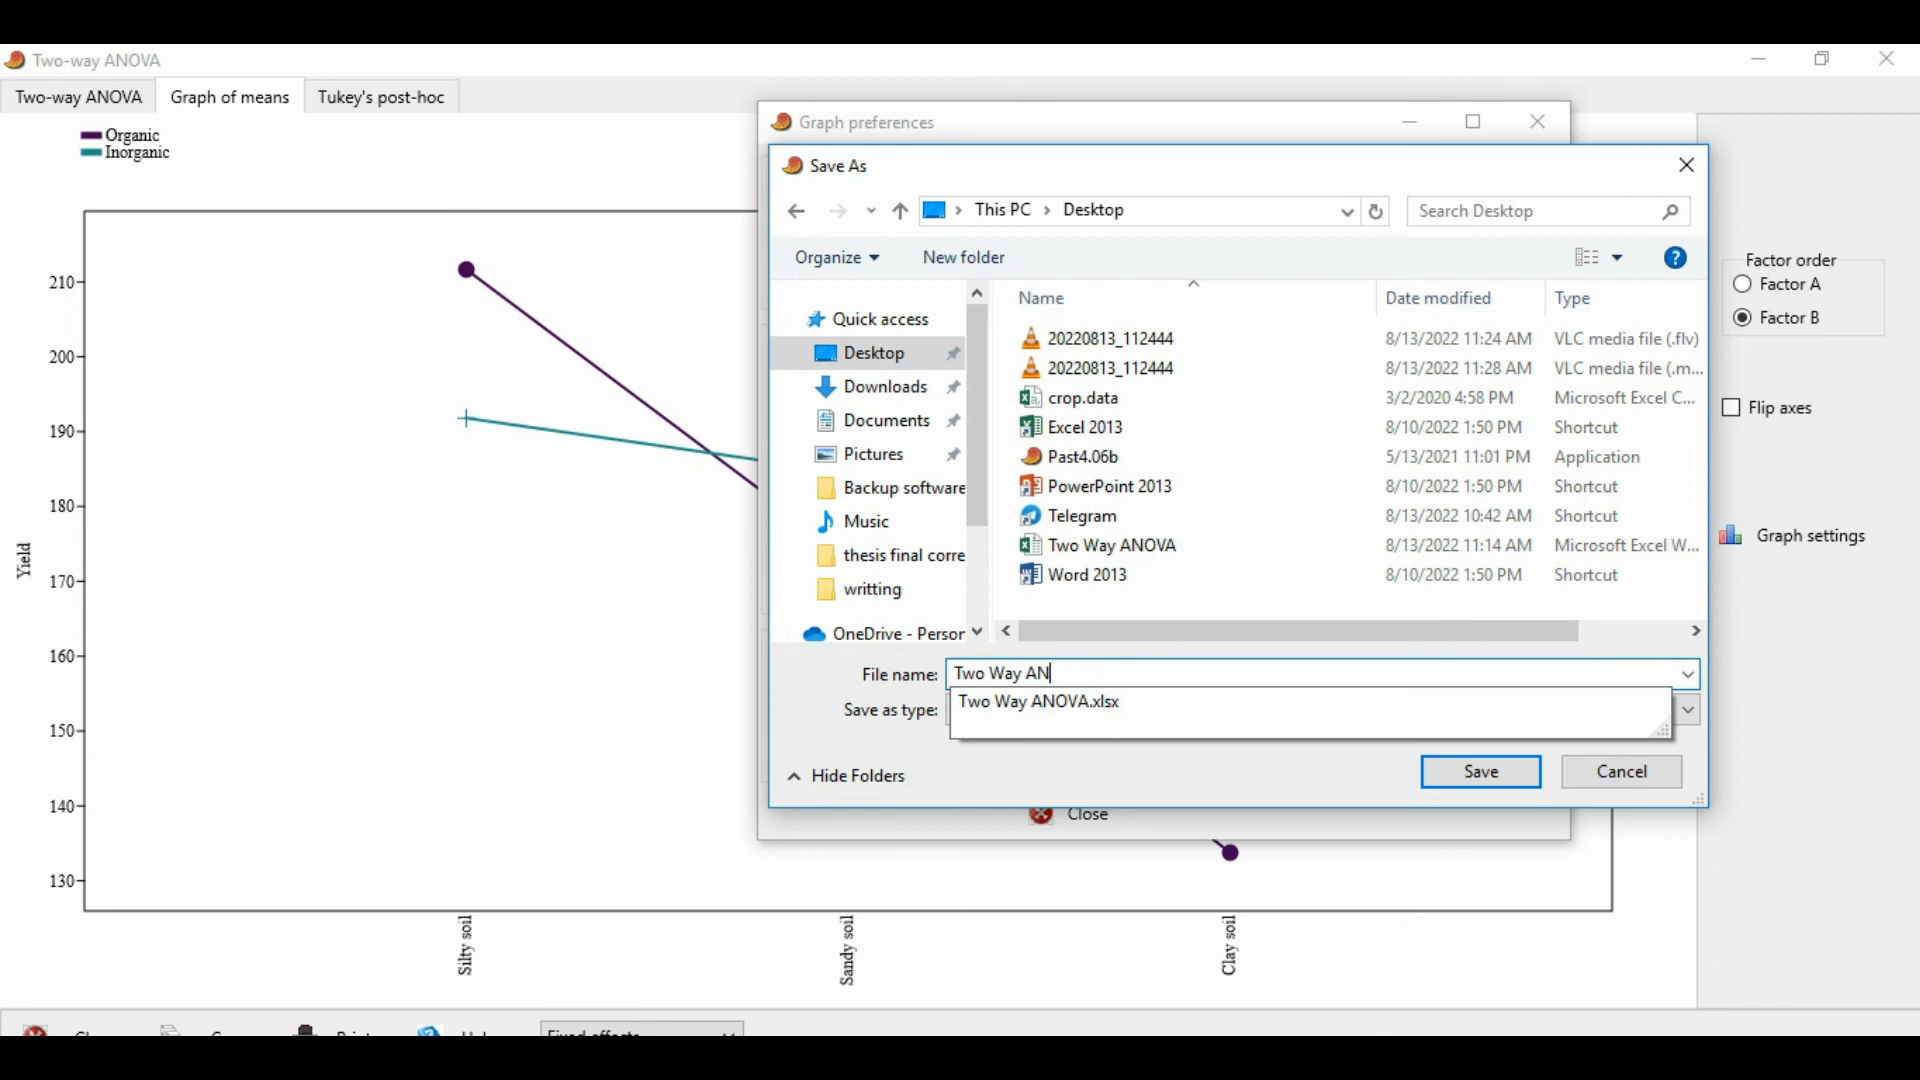 Two-way ANOVA
Two-way ANOVA
Graph of means
Tukey's post-hoc
Organic
Inorganic
Graph preferences
Save As
This PC
Desktop
Search Desktop
Organize
New folder
Name
Date modified
Type
Quick access
Desktop
Downloads
Documents
Pictures
Backup software
Music
thesis final corre
writting
OneDrive - Person
20220813_112444 8/13/2022 11:24 AM VLC media file (.flv)
20220813_112444 8/13/2022 11:28 AM VLC media file (.m...
crop.data 3/2/2020 4:58 PM Microsoft Excel C...
Excel 2013 8/10/2022 1:50 PM Shortcut
Past4.06b 5/13/2021 11:01 PM Application
PowerPoint 2013 8/10/2022 1:50 PM Shortcut
Telegram 8/13/2022 10:42 AM Shortcut
Two Way ANOVA 8/13/2022 11:14 AM Microsoft Excel W...
Word 2013 8/10/2022 1:50 PM Shortcut
File name: Two Way AN
Two Way ANOVA.xlsx
Save as type:
Hide Folders
Save
Cancel
Close
Factor order
Factor A
Factor B
Flip axes
Graph settings
Yield
210
200
190
180
170
160
150
140
130
Silty soil
Sandy soil
Clay soil
Fixed effects